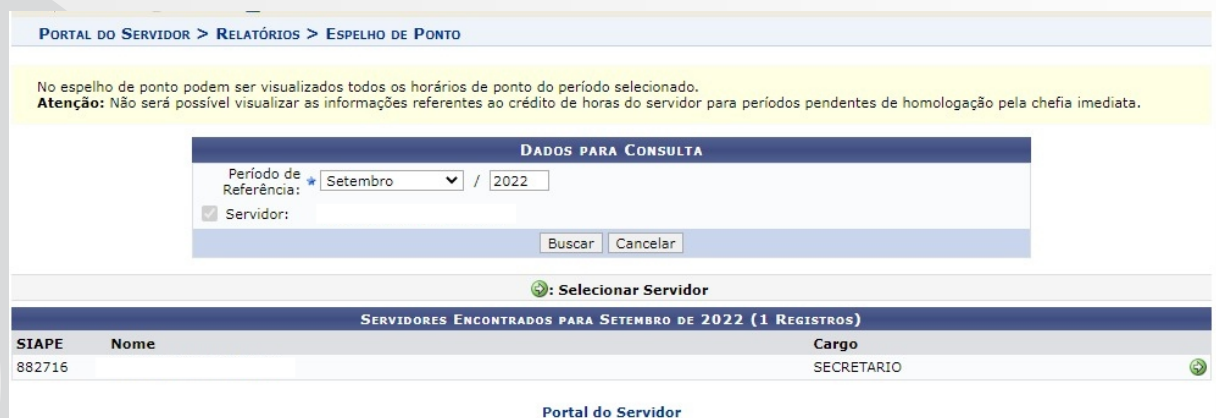 PORTAL DO SERVIDOR > RELATÓRIOS > ESPELHO DE PONTO
No espelho de ponto podem ser visualizados todos os horários de ponto do período selecionado.
Atenção: Não será possível visualizar as informações referentes ao crédito de horas do servidor para períodos pendentes de homologação pela chefia imediata.
DADOS PARA CONSULTA
Período de
Referência: Setembro / 2022
Servidor:
Buscar Cancelar
: Selecionar Servidor
SERVIDORES ENCONTRADOS PARA SETEMBRO DE 2022 (1 REGISTROS)
SIAPE Nome Cargo
882716 SECRETARIO
Portal do Servidor